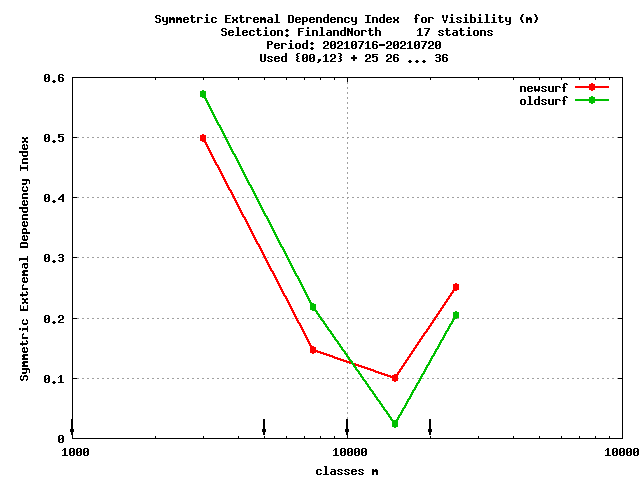 Symmetric Extremal Dependency Index  for Visibility (m)
Selection: FinlandNorth     17 stations
Period: 20210716-20210720
Used {00,12} + 25 26 ... 36
newsurf
oldsurf
Symmetric Extremal Dependency Index
0.6
0.5
0.4
0.3
0.2
0.1
0
1000 10000 10000
classes m